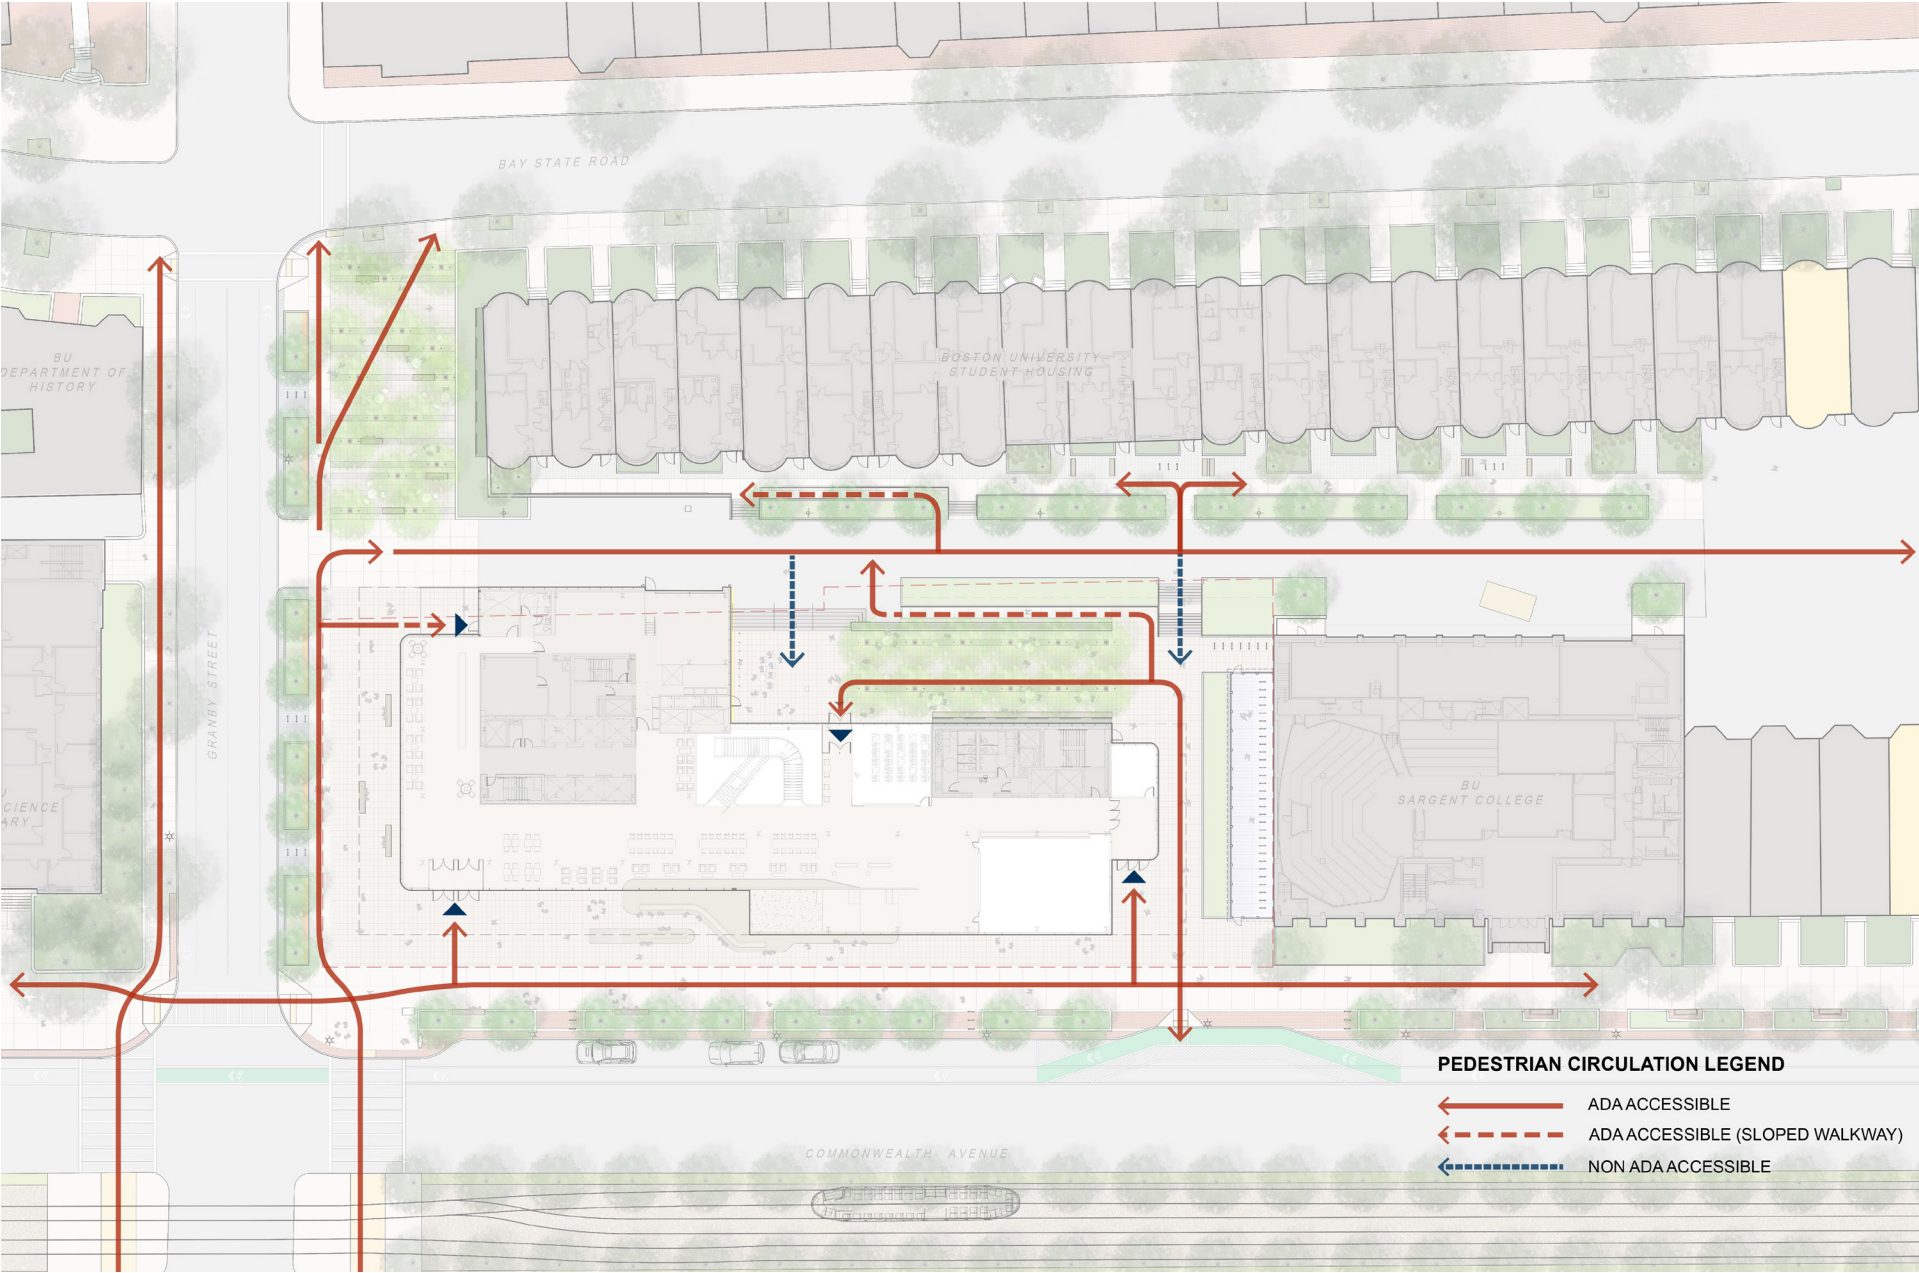 BAY STATE ROAD
BU
DEPARTMENT OF
HISTORY
BOSTON UNIVERSITY
STUDENT HOUSING
GRANBY STREET
BU
SARGENT COLLEGE
PEDESTRIAN CIRCULATION LEGEND
ADA ACCESSIBLE
ADA ACCESSIBLE (SLOPED WALKWAY)
NON ADA ACCESSIBLE
COMMONWEALTH AVENUE